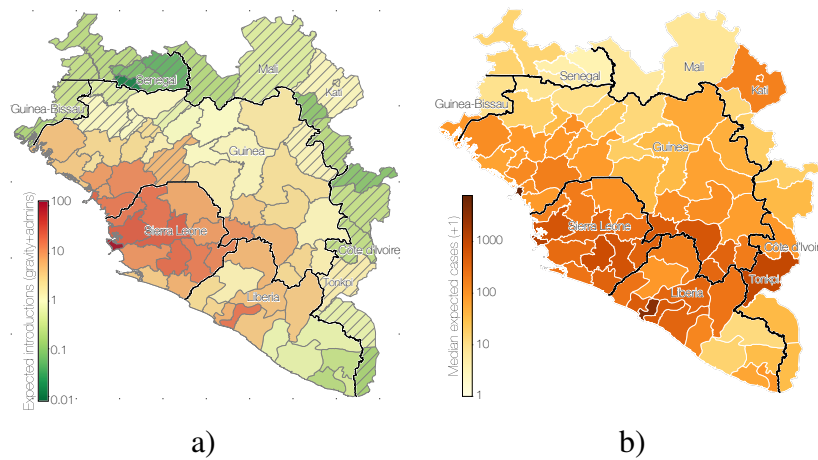 Senegal
Mali
Kati
Guinea-Bissau
Guinea
Sierra Leone
Côte d'Ivoire
Tonkpi
Liberia
Expected introductions (gravity+admins)
100
10
1
0.1
0.01
a)
Senegal
Mali
Kati
Guinea-Bissau
Guinea
Sierra Leone
Côte d'Ivoire
Tonkpi
Liberia
Median expected cases (+1)
1000
100
10
1
b)